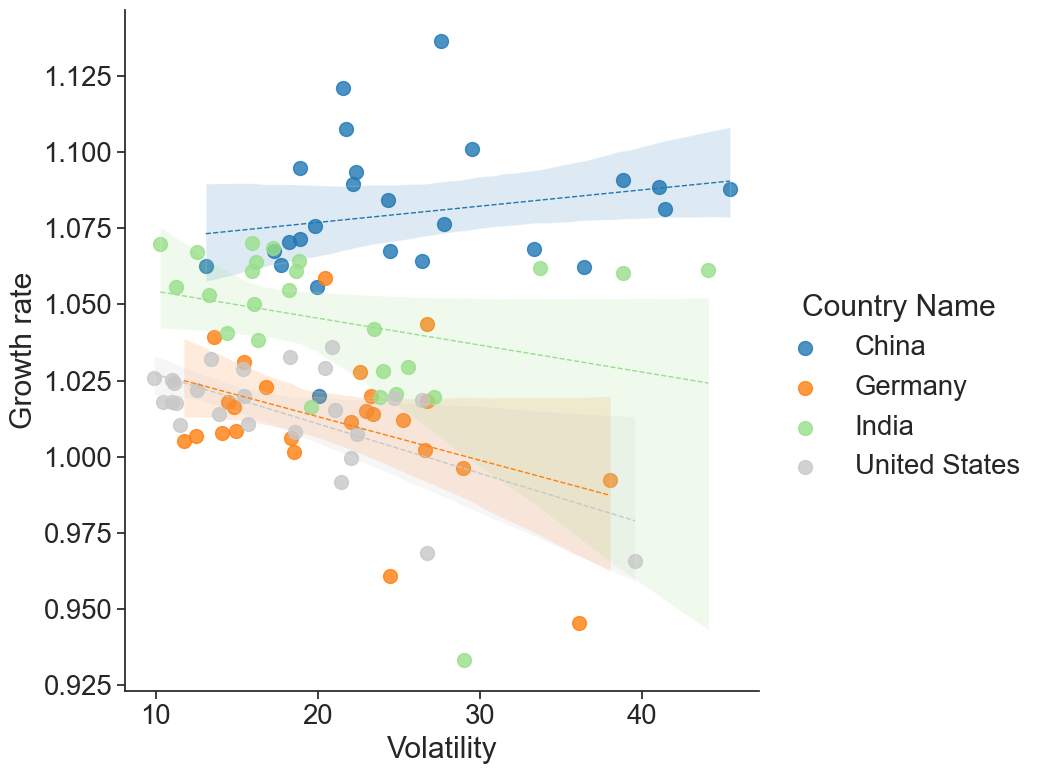 1.125
1.100
1.075
1.050
1.025
1.000
0.975
0.950
0.925
Growth rate
10 20 30 40
Volatility
Country Name
China
Germany
India
United States